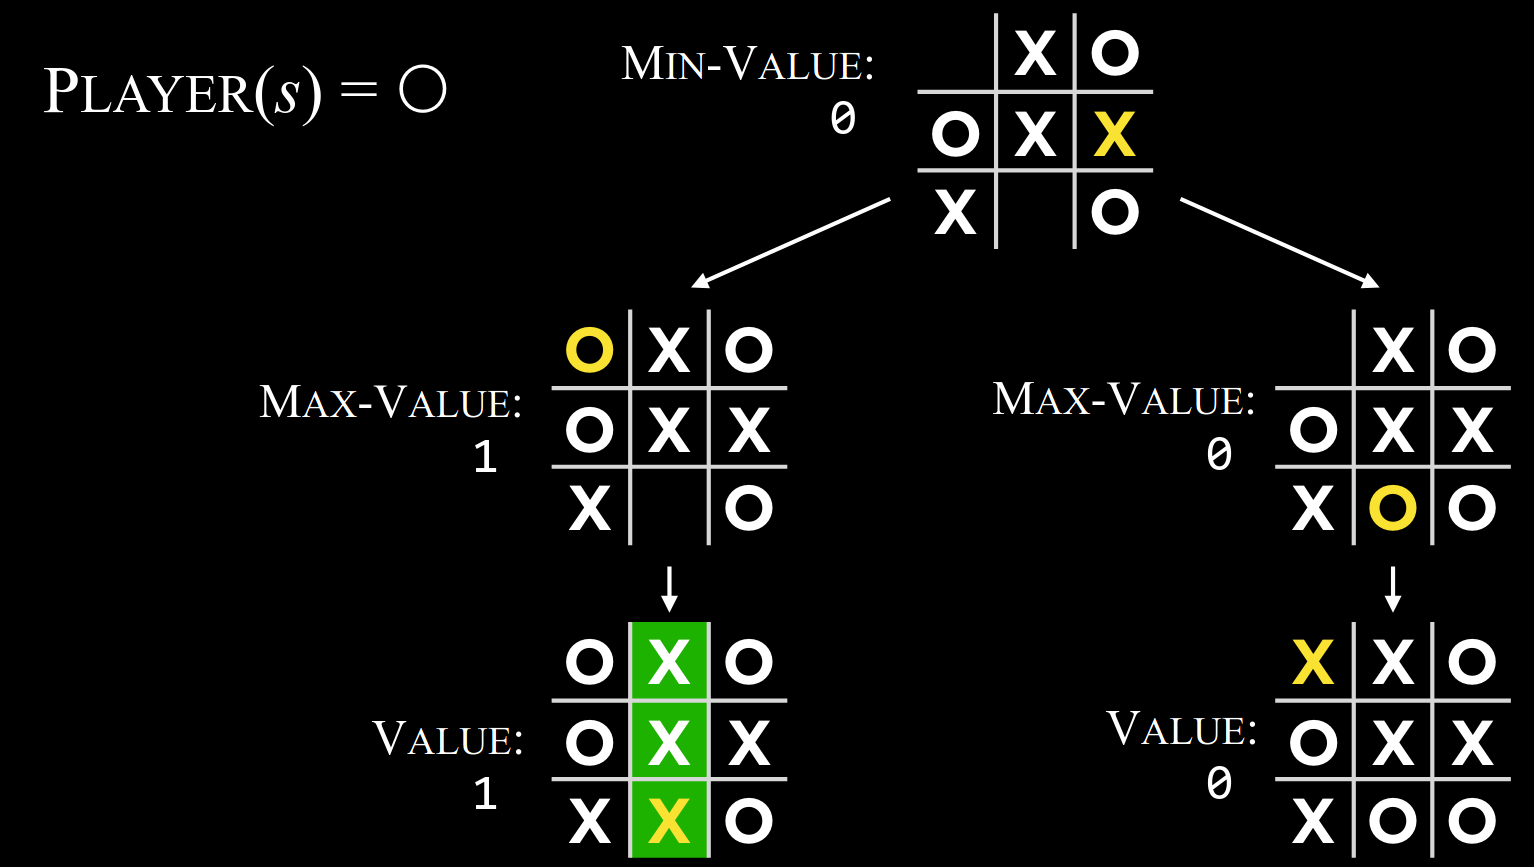 PLAYER(s) = O
MIN-VALUE:
0
X O
O X X
X O
MAX-VALUE:
1
O X O
O X X
X O
MAX-VALUE:
0
X O
O X X
X O O
VALUE:
1
O X O
O X X
X X O
VALUE:
0
X X O
O X X
X O O